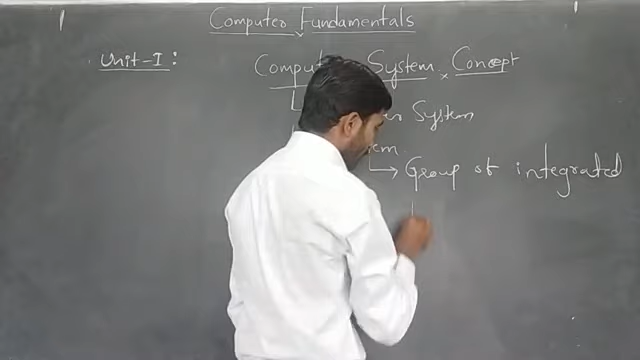 Computer Fundamentals
Unit-I:
System Concept
System
Group of integrated